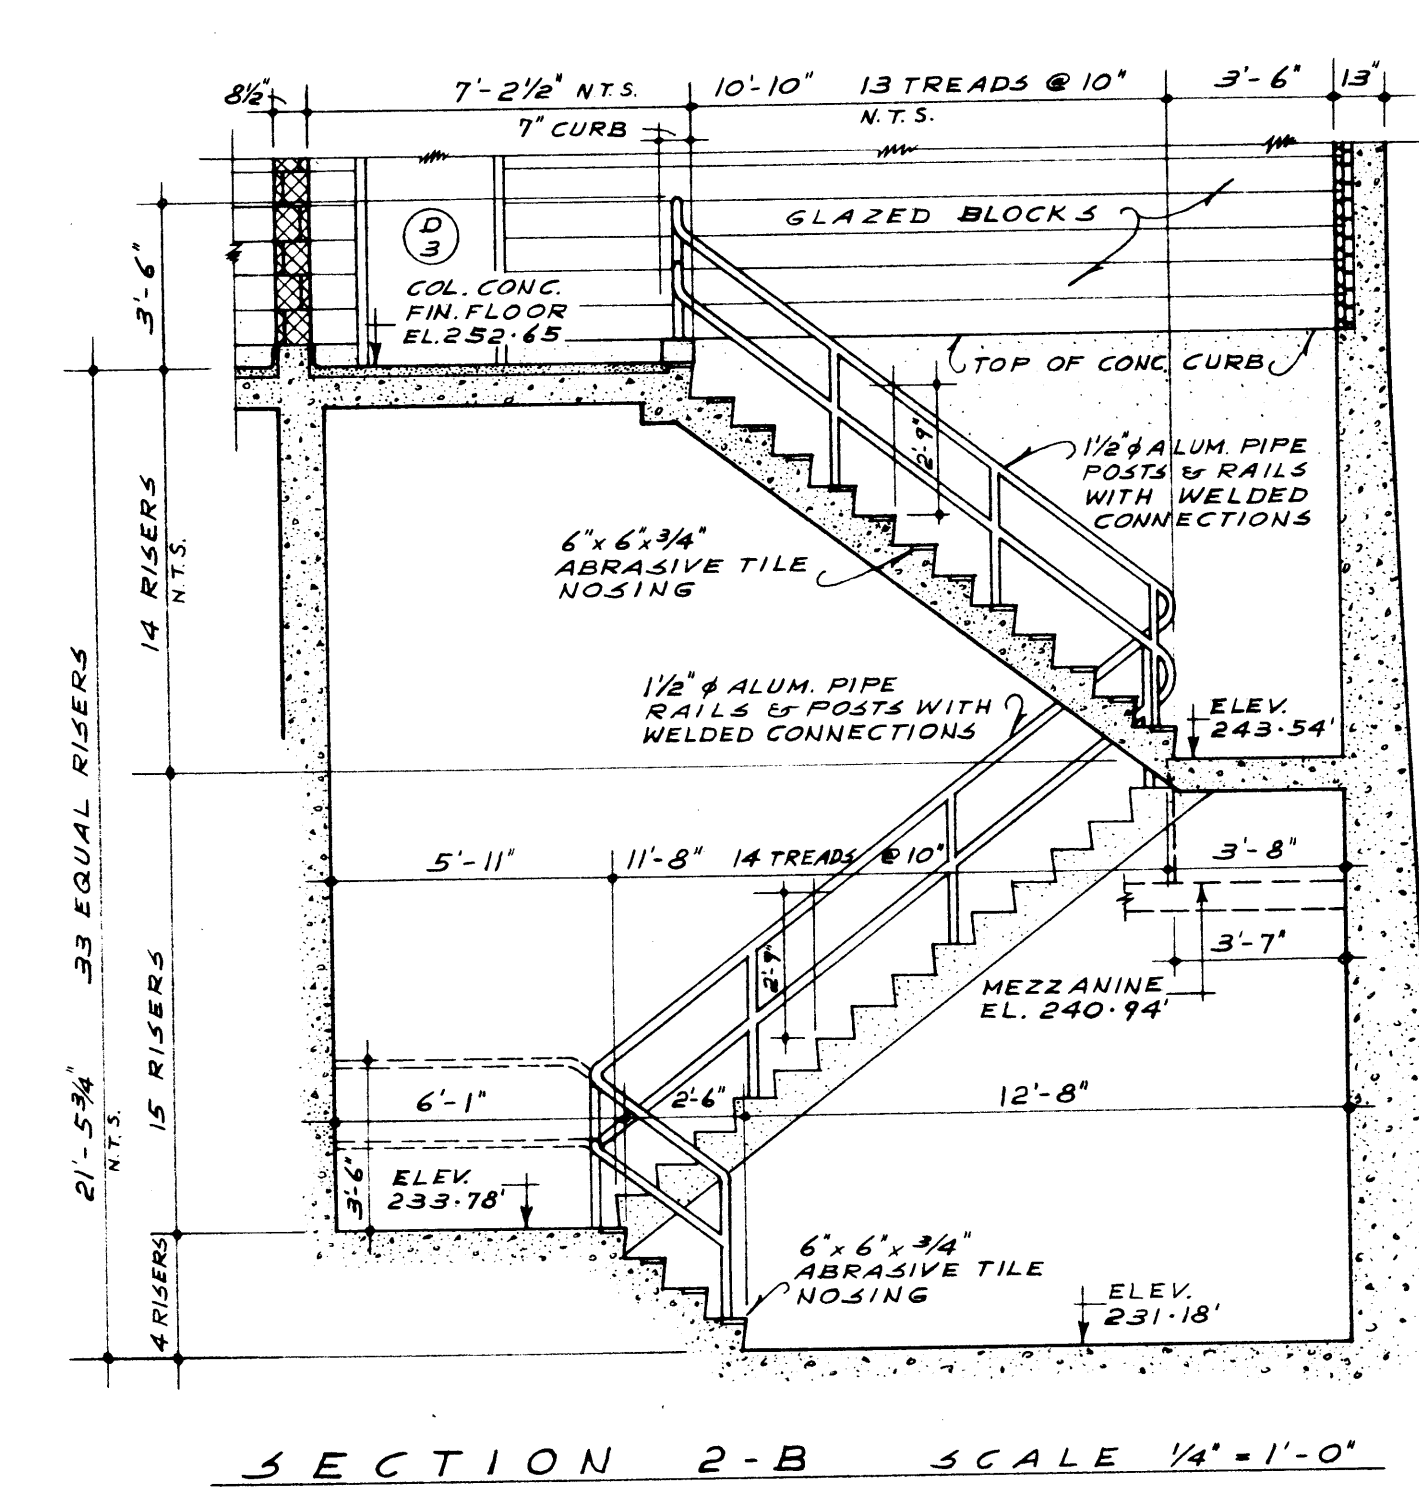 8½"
7'-2½" N.T.S.
10'-10" 13 TREADS @ 10"
N.T.S.
3'-6"
13"
7" CURB
GLAZED BLOCKS
D
3
COL. CONC.
FIN. FLOOR
EL. 252.65
TOP OF CONC. CURB
3'-6"
2'-9"
1½" φ ALUM. PIPE
POSTS & RAILS
WITH WELDED
CONNECTIONS
14 RISERS
N.T.S.
6" x 6" x 3/4"
ABRASIVE TILE
NOSING
33 EQUAL RISERS
1½" φ ALUM. PIPE
RAILS & POSTS WITH
WELDED CONNECTIONS
ELEV.
243.54'
5'-11"
11'-8" 14 TREADS @ 10"
3'-8"
2'-9"
3'-7"
MEZZANINE
EL. 240.94'
15 RISERS
21'-5¾"
N.T.S.
6'-1"
2'-6"
12'-8"
3'-6"
ELEV.
233.78'
4 RISERS
6" x 6" x 3/4"
ABRASIVE TILE
NOSING
ELEV.
231.18'
SECTION 2-B SCALE ¼" = 1'-0"